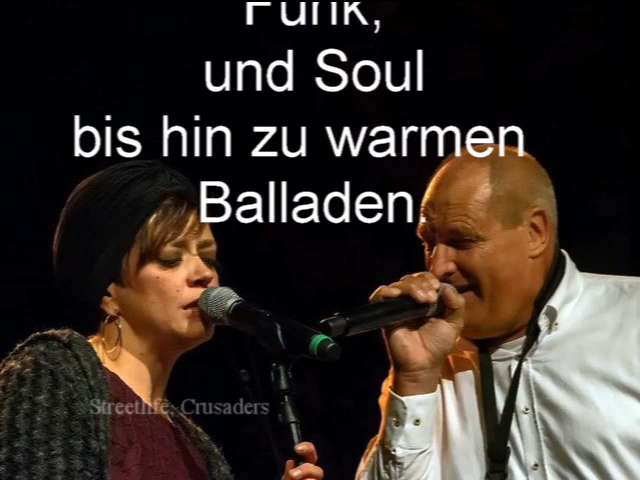 Funk,
und Soul
bis hin zu warmen
Balladen.
Streetlife, Crusaders